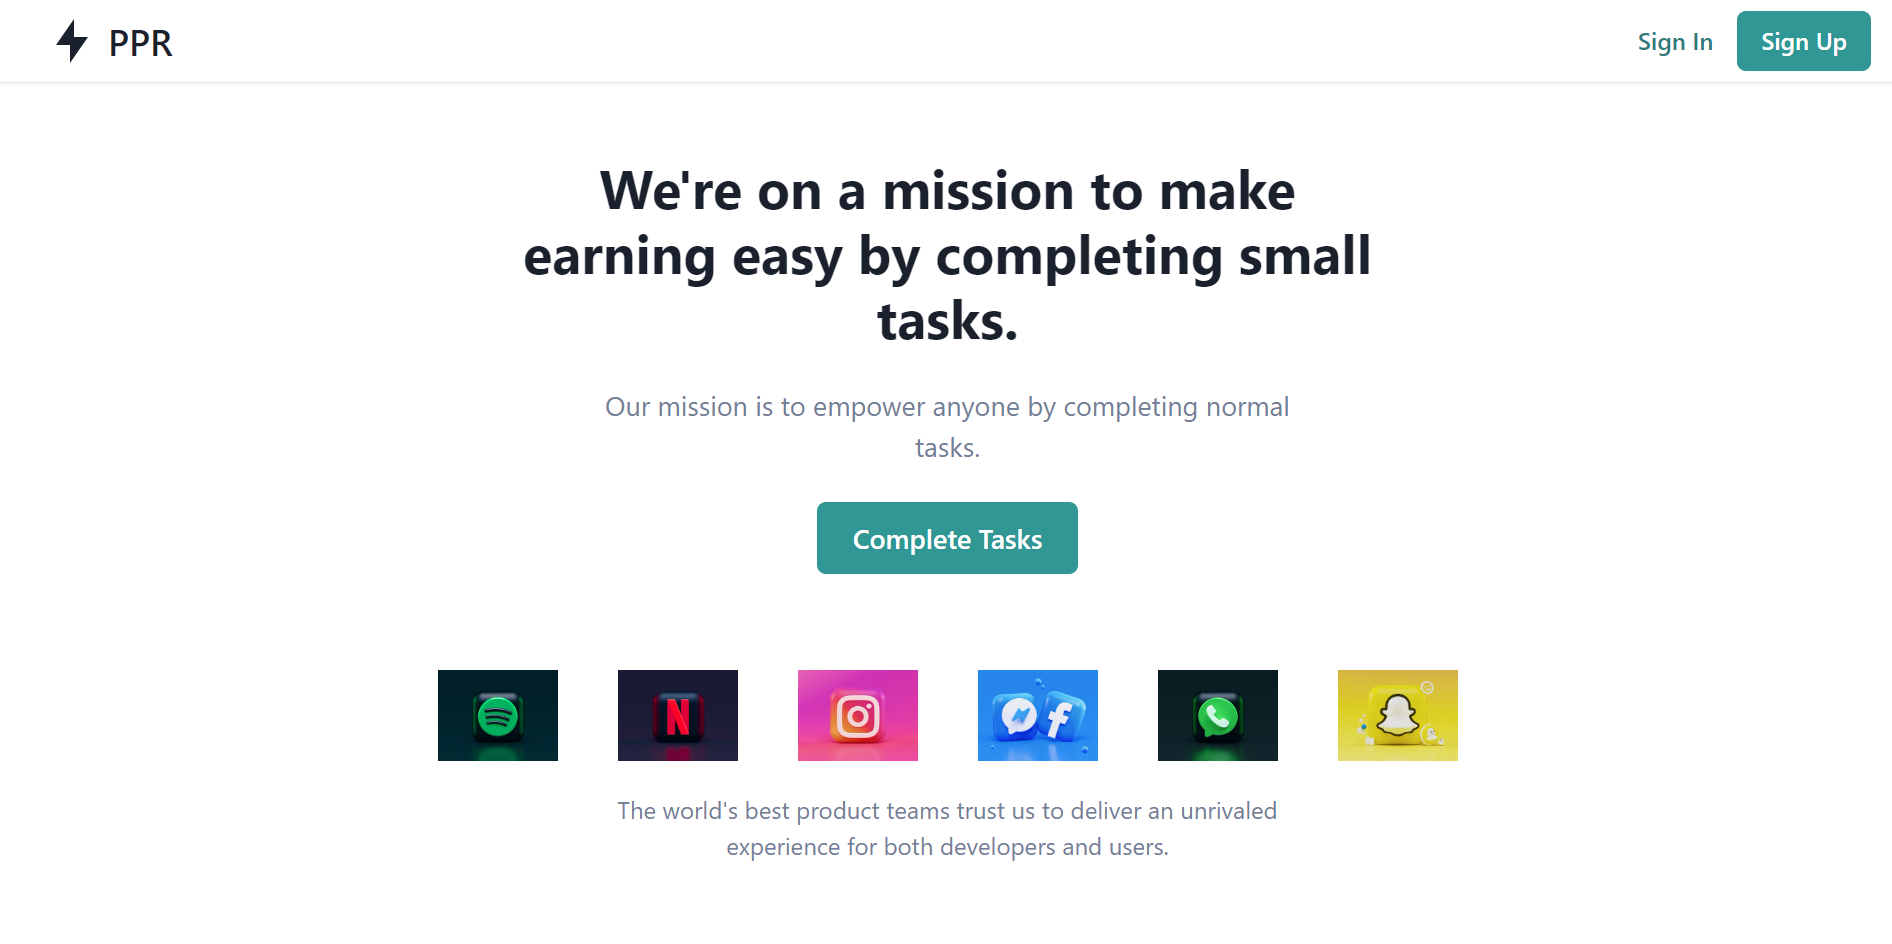 PPR
Sign In
Sign Up
We're on a mission to make
earning easy by completing small
tasks.
Our mission is to empower anyone by completing normal
tasks.
Complete Tasks
The world's best product teams trust us to deliver an unrivaled
experience for both developers and users.